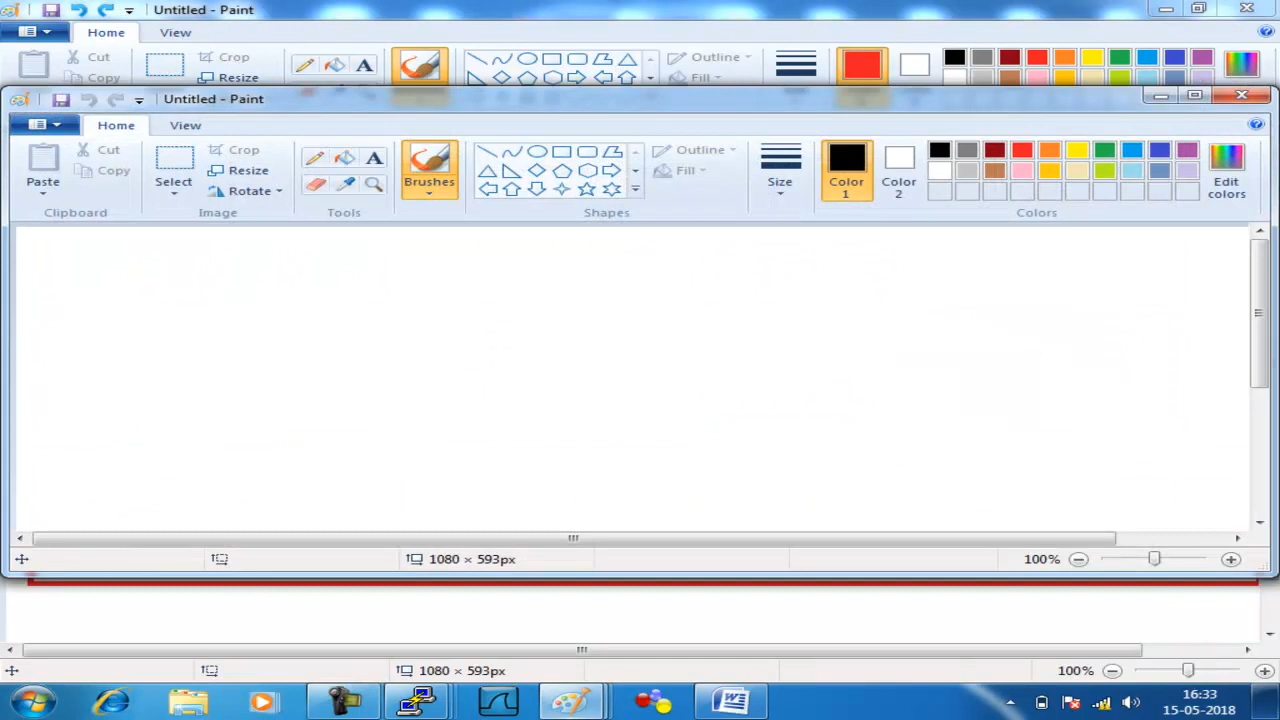 Untitled - Paint
Home View
Cut Crop Outline
Copy Resize Fill
Untitled - Paint
Home View
Cut Crop Outline
Paste Copy Select Resize Brushes Fill Size Color 1 Color 2 Edit colors
Rotate
Clipboard Image Tools Shapes Colors
1080 × 593px 100%
1080 × 593px 100%
16:33
15-05-2018